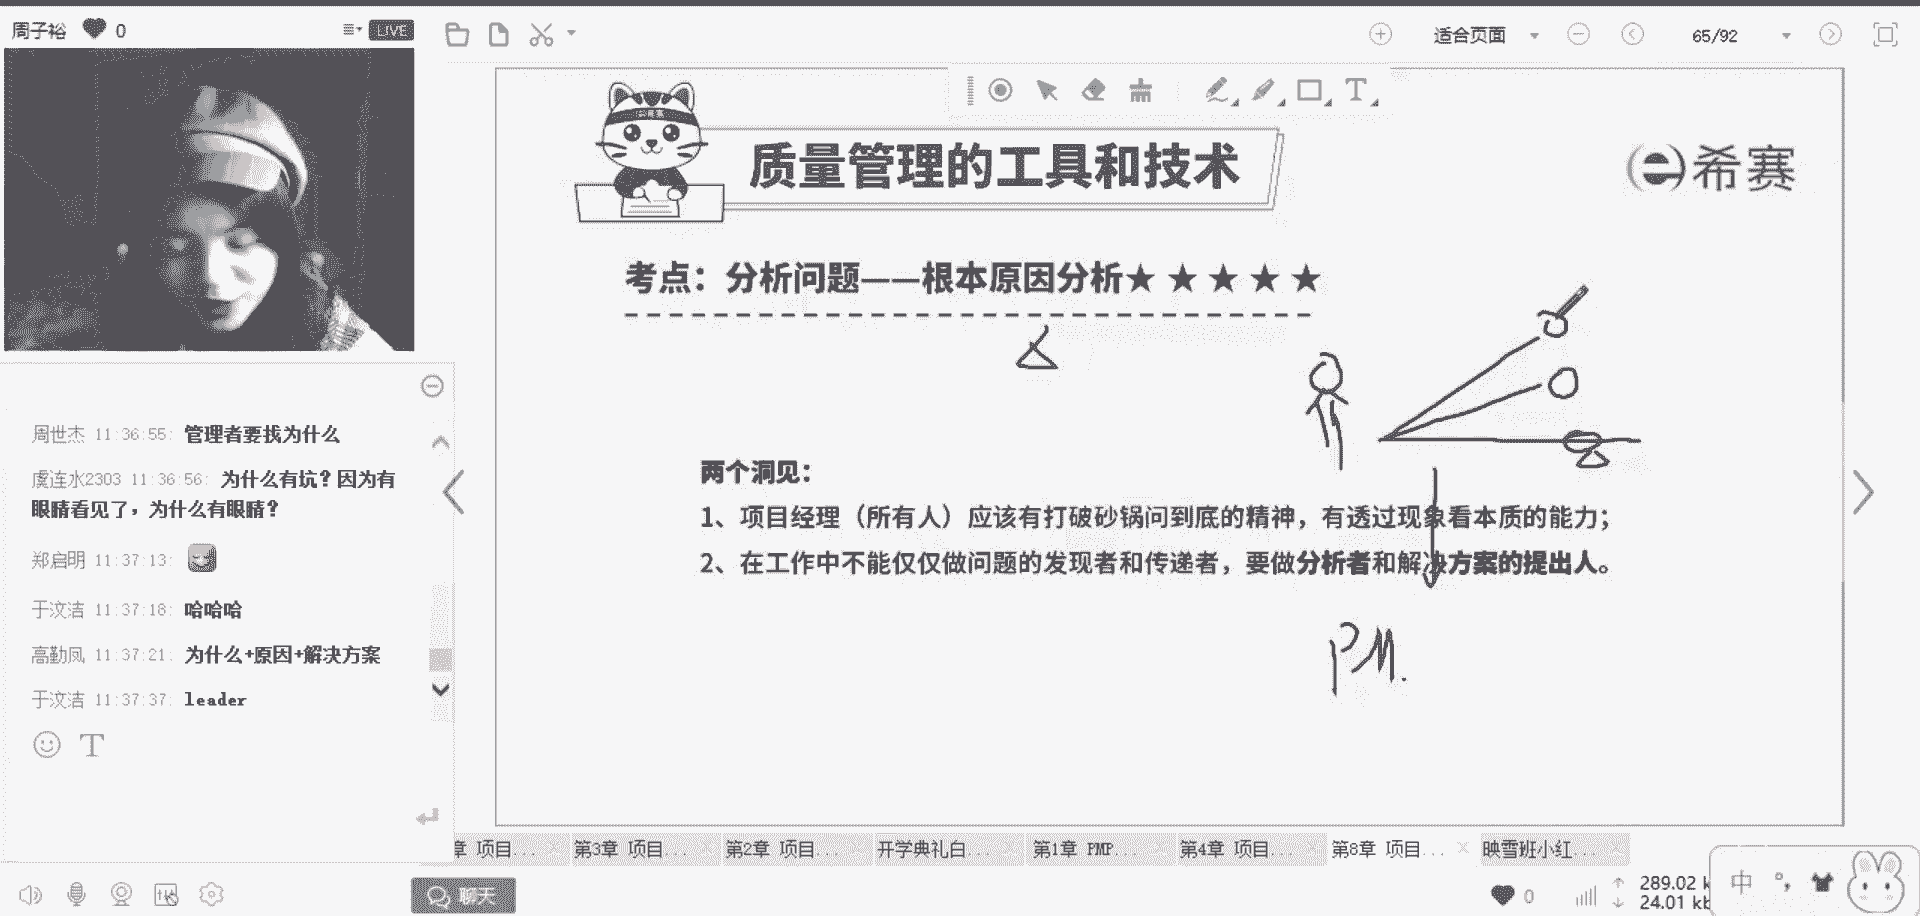 周子裕 0
LIVE
适合页面
65/92
质量管理的工具和技术
希赛
考点：分析问题——根本原因分析★★★★★
两个洞见：
1、项目经理（所有人）应该有打破砂锅问到底的精神，有透过现象看本质的能力；
2、在工作中不能仅仅做问题的发现者和传递者，要做分析者和解决方案的提出人。
PM.
周世杰 11:36:55: 管理者要找为什么
虞连水2303 11:36:56: 为什么有坑？因为有
眼睛看见了，为什么有眼睛？
郑启明 11:37:13:
于汶洁 11:37:18: 哈哈哈
高勤凤 11:37:21: 为什么+原因+解决方案
于汶洁 11:37:37: leader
章 项目... 第3章 项目... 第2章 项目... 开学典礼白... 第1章 PMP... 第4章 项目... 第8章 项目... 映雪班小红...
聊天
0
289.02 k
24.01 kb
中